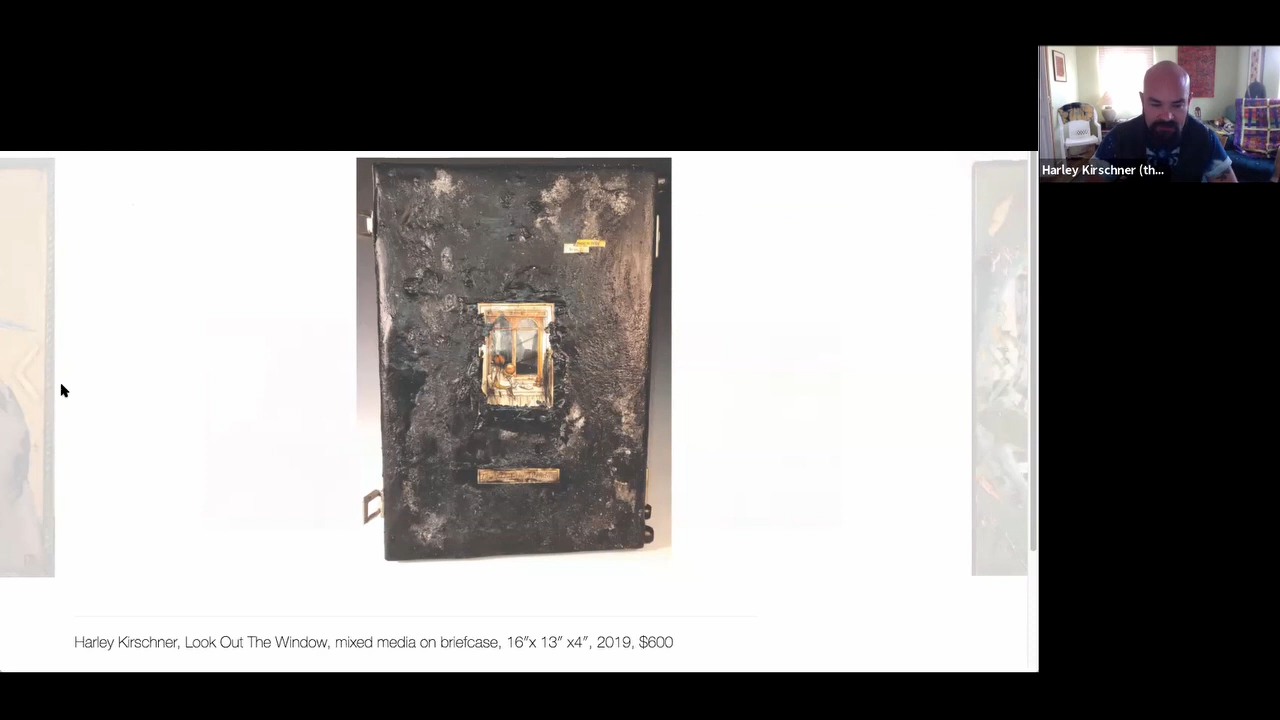 Harley Kirschner (th...
Harley Kirschner, Look Out The Window, mixed media on briefcase, 16”x 13” x4”, 2019, $600